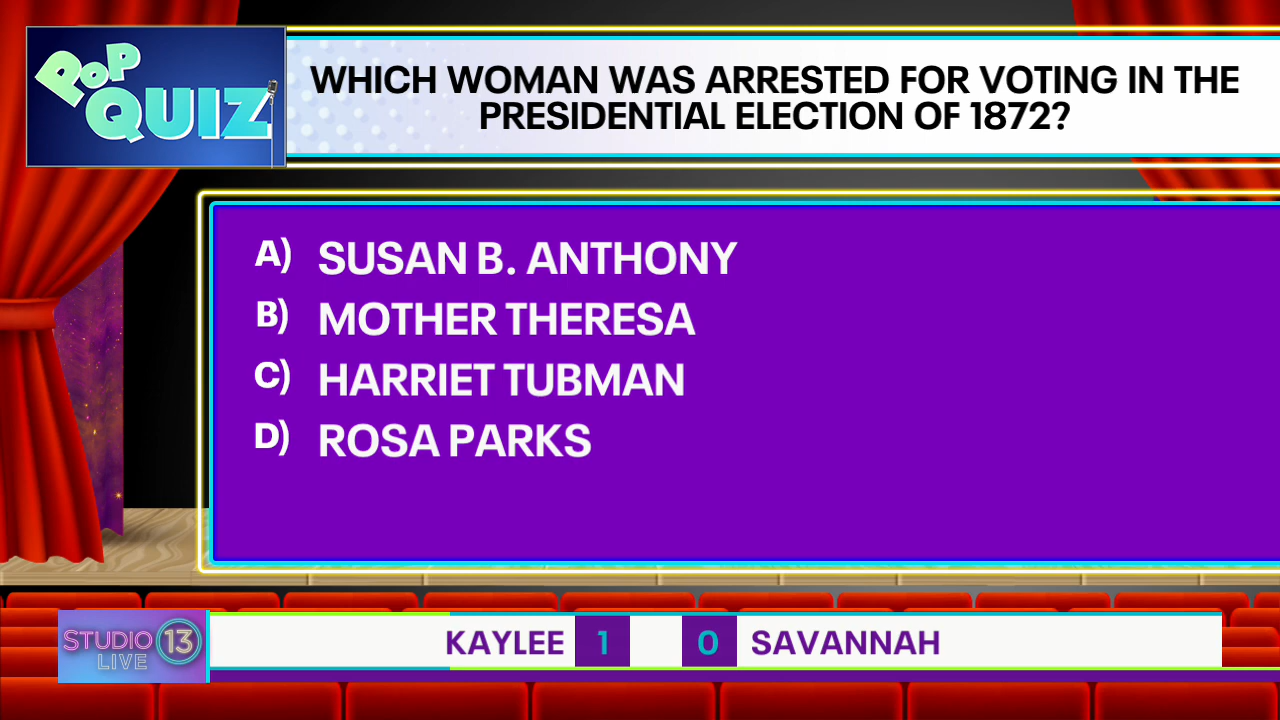 POP
QUIZ
WHICH WOMAN WAS ARRESTED FOR VOTING IN THE
PRESIDENTIAL ELECTION OF 1872?
A) SUSAN B. ANTHONY
B) MOTHER THERESA
C) HARRIET TUBMAN
D) ROSA PARKS
STUDIO 13
LIVE
KAYLEE 1 0 SAVANNAH